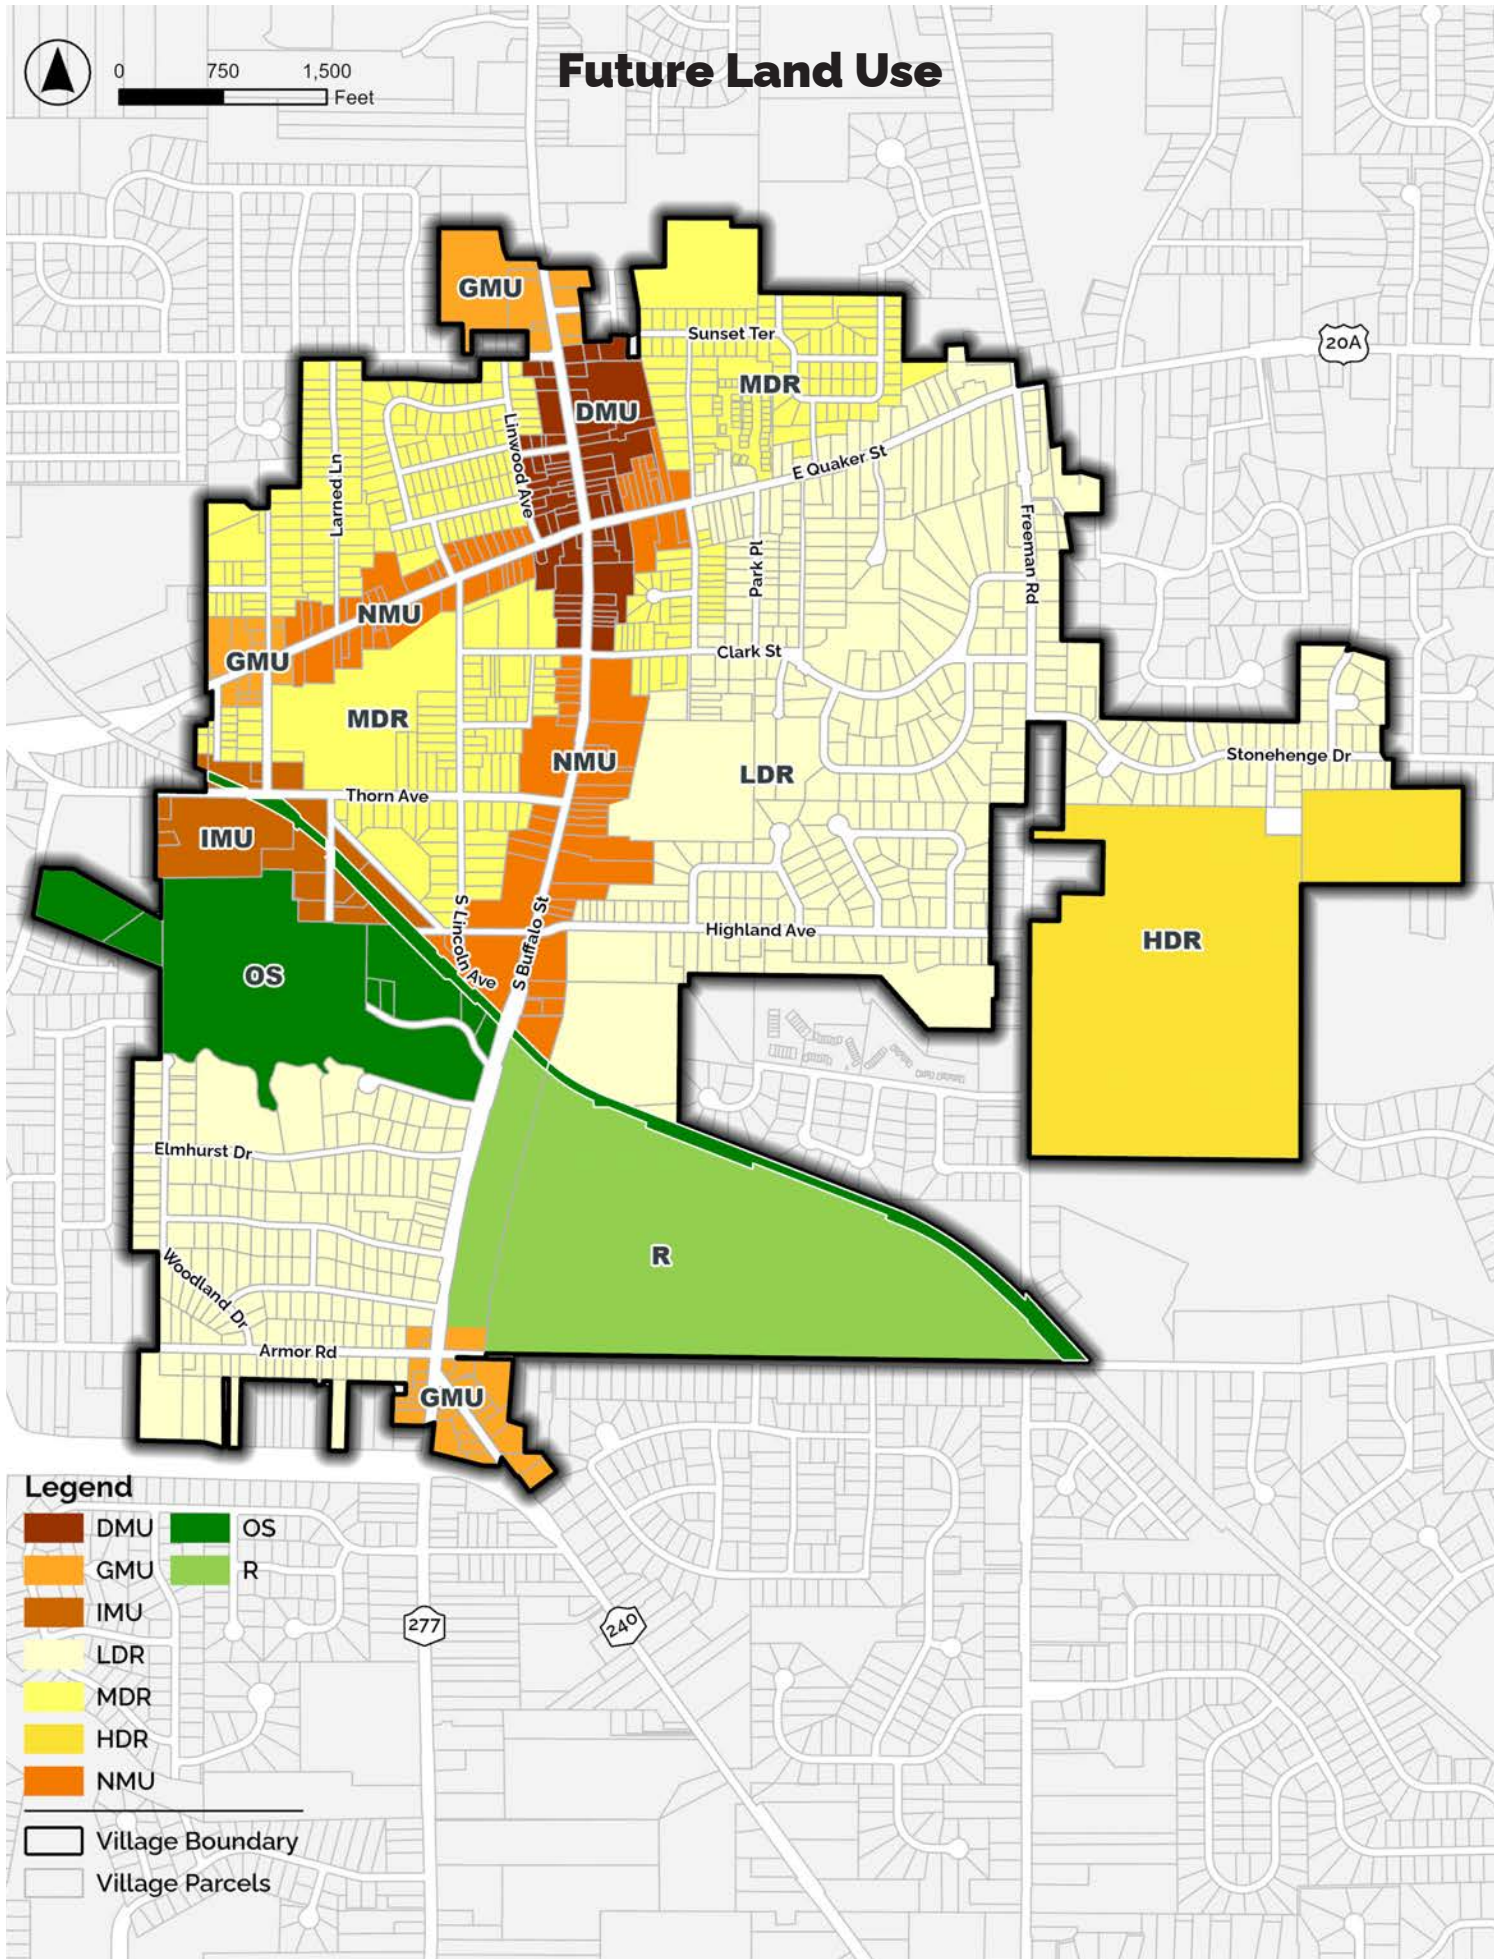 Future Land Use
0 750 1,500
Feet
GMU
Sunset Ter
20A
MDR
DMU
Linwood Ave
E Quaker St
Larned Ln
Freeman Rd
Park Pl
NMU
GMU
Clark St
MDR
NMU
LDR
Stonehenge Dr
Thorn Ave
IMU
S Lincoln Ave
S Buffalo St
Highland Ave
HDR
OS
Elmhurst Dr
R
Woodland Dr
Armor Rd
GMU
Legend
DMU OS
GMU R
IMU
LDR
MDR
HDR
NMU
277
240
Village Boundary
Village Parcels